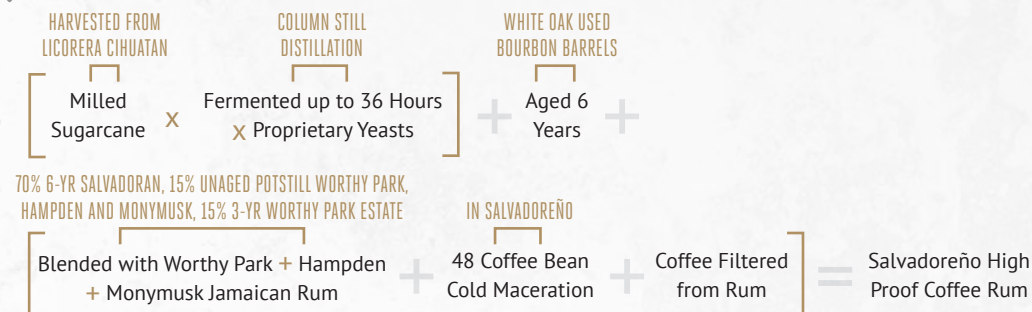 HARVESTED FROM
LICORERA CIHUATAN
COLUMN STILL
DISTILLATION
WHITE OAK USED
BOURBON BARRELS
Milled
Sugarcane
x
Fermented up to 36 Hours
x Proprietary Yeasts
+
Aged 6
Years
+
70% 6-YR SALVADORAN, 15% UNAGED POTSTILL WORTHY PARK,
HAMPDEN AND MONYMUSK, 15% 3-YR WORTHY PARK ESTATE
IN SALVADOREÑO
Blended with Worthy Park + Hampden
+ Monymusk Jamaican Rum
+
48 Coffee Bean
Cold Maceration
+
Coffee Filtered
from Rum
=
Salvadoreño High
Proof Coffee Rum